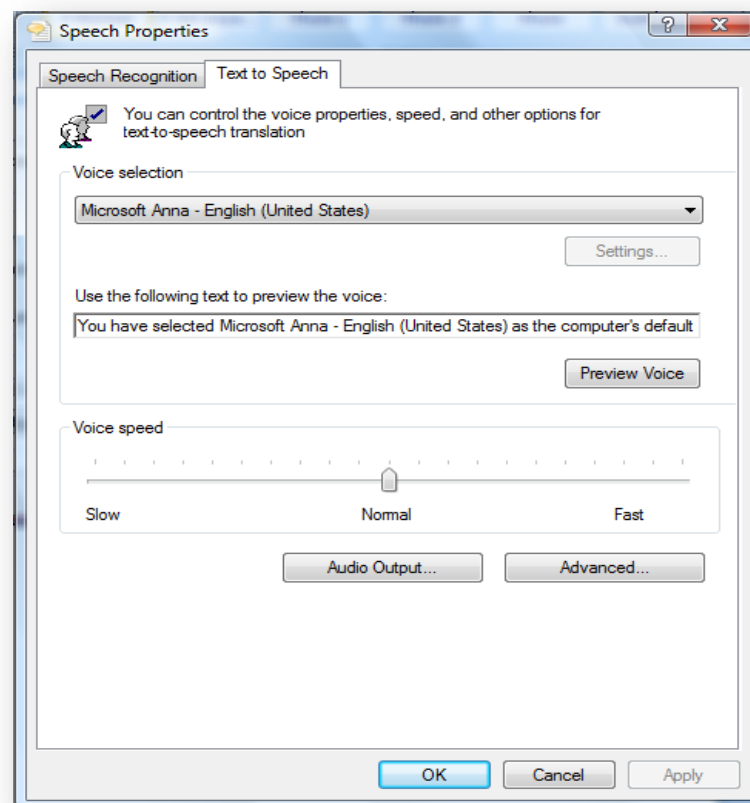 Speech Properties
Speech Recognition
Text to Speech
You can control the voice properties, speed, and other options for
text-to-speech translation
Voice selection
Microsoft Anna - English (United States)
Settings...
Use the following text to preview the voice:
You have selected Microsoft Anna - English (United States) as the computer's default
Preview Voice
Voice speed
Slow
Normal
Fast
Audio Output...
Advanced...
OK
Cancel
Apply